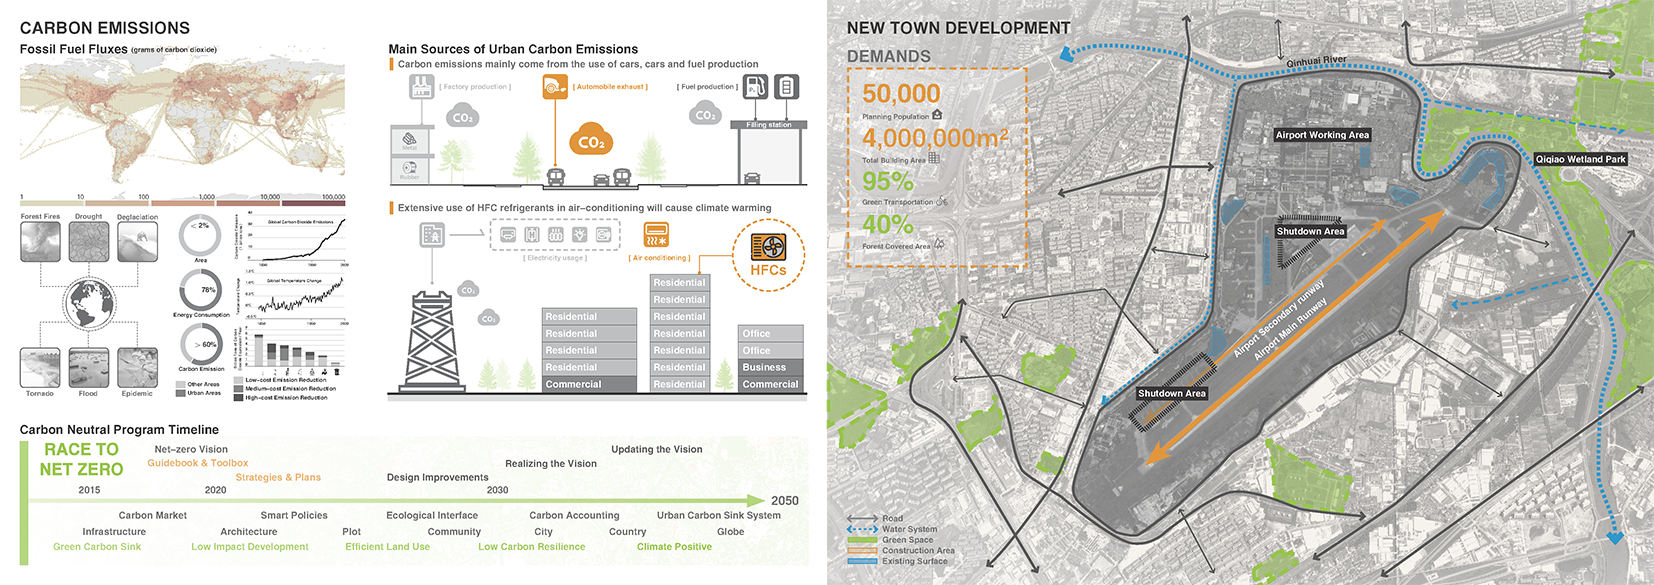 CARBON EMISSIONS
Fossil Fuel Fluxes (grams of carbon dioxide)
1 10 100 1,000 10,000 100,000
Forest Fires Drought Deglaciation
Tornado Flood Epidemic
< 2%
Area
78%
Energy Consumption
> 60%
Carbon Emission
Other Areas
Urban Areas
Global Carbon Dioxide Emissions
Global Temperature Change
Low-cost Emission Reduction
Medium-cost Emission Reduction
High-cost Emission Reduction
Main Sources of Urban Carbon Emissions
Carbon emissions mainly come from the use of cars, cars and fuel production
[ Factory production ]
[ Automobile exhaust ]
[ Fuel production ]
CO2
CO2
CO2
Filling station
Metal
Rubber
Extensive use of HFC refrigerants in air-conditioning will cause climate warming
[ Electricity usage ]
[ Air conditioning ]
HFCs
CO2
CO2
Residential
Residential
Residential
Residential
Commercial
Residential
Residential
Residential
Residential
Residential
Residential
Residential
Office
Office
Business
Commercial
Carbon Neutral Program Timeline
RACE TO
NET ZERO
Net-zero Vision
Guidebook & Toolbox
Strategies & Plans
Design Improvements
Realizing the Vision
Updating the Vision
2015 2020 2030 2050
Carbon Market Smart Policies Ecological Interface Carbon Accounting Urban Carbon Sink System
Infrastructure Architecture Plot Community City Country Globe
Green Carbon Sink Low Impact Development Efficient Land Use Low Carbon Resilience Climate Positive
NEW TOWN DEVELOPMENT
DEMANDS
50,000
Planning Population
4,000,000m²
Total Building Area
95%
Green Transportation
40%
Forest Covered Area
Qinhuai River
Airport Working Area
Qiqiao Wetland Park
Shutdown Area
Airport Secondary runway
Airport Main Runway
Shutdown Area
Road
Water System
Green Space
Construction Area
Existing Surface